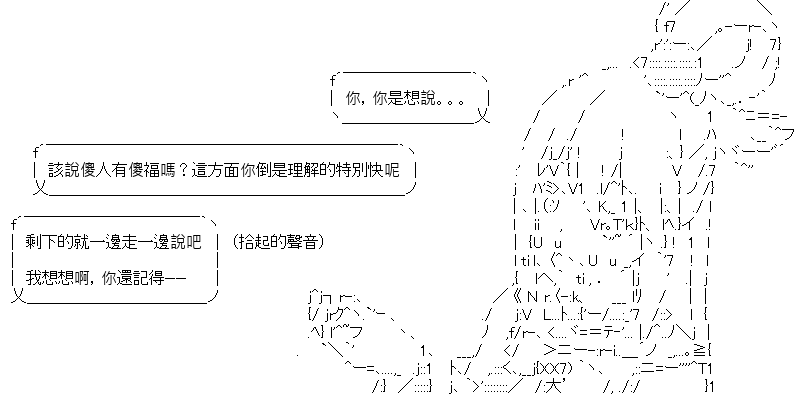 你，你是想說。。。
該說傻人有傻福嗎？這方面你倒是理解的特別快呢
剩下的就一邊走一邊說吧
（拾起的聲音）
我想想啊，你還記得——